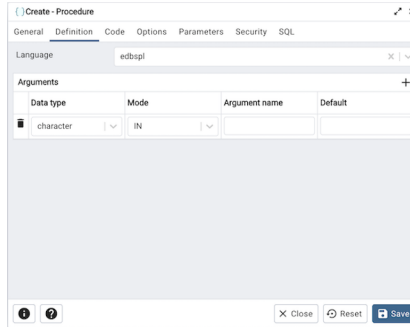 { } Create - Procedure
General Definition Code Options Parameters Security SQL
Language edbspl
Arguments
Data type Mode Argument name Default
character IN
Close Reset Save